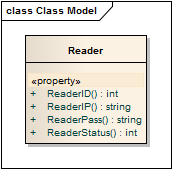 class Class Model
Reader
«property»
+ ReaderID() : int
+ ReaderIP() : string
+ ReaderPass() : string
+ ReaderStatus() : int